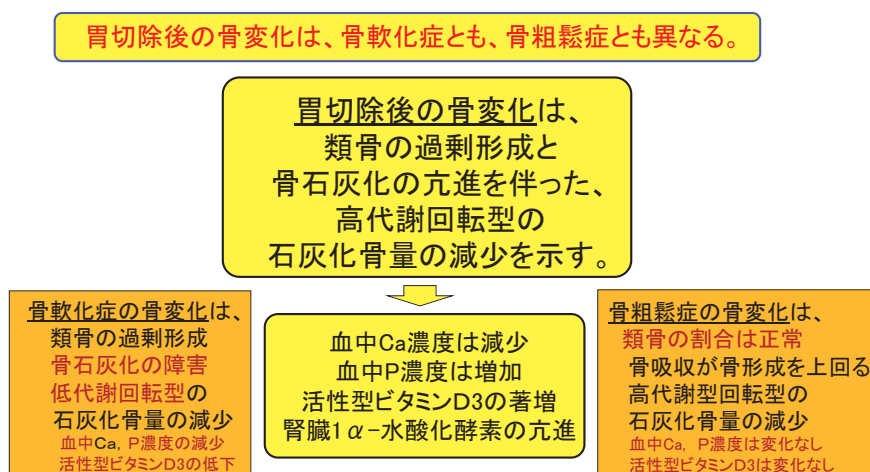 胃切除後の骨変化は、骨軟化症とも、骨粗鬆症とも異なる。
胃切除後の骨変化は、
類骨の過剰形成と
骨石灰化の亢進を伴った、
高代謝回転型の
石灰化骨量の減少を示す。
骨軟化症の骨変化は、
類骨の過剰形成
骨石灰化の障害
低代謝回転型の
石灰化骨量の減少
血中Ca, P濃度の減少
活性型ビタミンD3の低下
血中Ca濃度は減少
血中P濃度は増加
活性型ビタミンD3の著増
腎臓1α-水酸化酵素の亢進
骨粗鬆症の骨変化は、
類骨の割合は正常
骨吸収が骨形成を上回る
高代謝型回転型の
石灰化骨量の減少
血中Ca, P濃度は変化なし
活性型ビタミンD3は変化なし